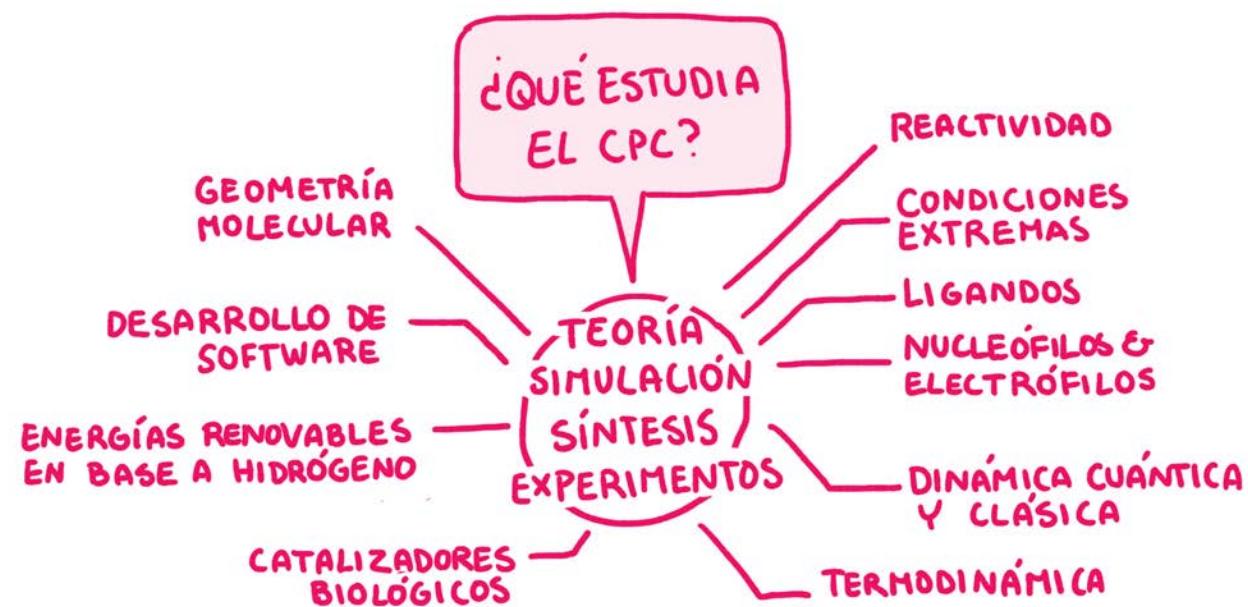 ¿QUÉ ESTUDIA
EL CPC?
GEOMETRÍA
MOLECULAR
DESARROLLO DE
SOFTWARE
ENERGÍAS RENOVABLES
EN BASE A HIDRÓGENO
CATALIZADORES
BIOLÓGICOS
TEORÍA
SIMULACIÓN
SÍNTESIS
EXPERIMENTOS
REACTIVIDAD
CONDICIONES
EXTREMAS
LIGANDOS
NUCLEÓFILOS &
ELECTRÓFILOS
DINÁMICA CUÁNTICA
Y CLÁSICA
TERMODINÁMICA